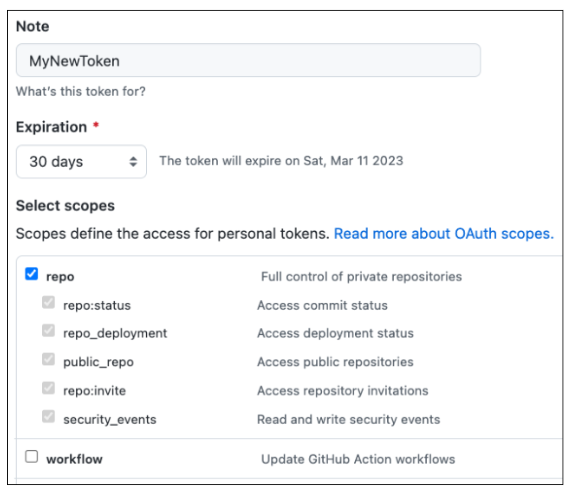 Note
MyNewToken
What's this token for?
Expiration *
30 days The token will expire on Sat, Mar 11 2023
Select scopes
Scopes define the access for personal tokens. Read more about OAuth scopes.
repo Full control of private repositories
repo:status Access commit status
repo_deployment Access deployment status
public_repo Access public repositories
repo:invite Access repository invitations
security_events Read and write security events
workflow Update GitHub Action workflows